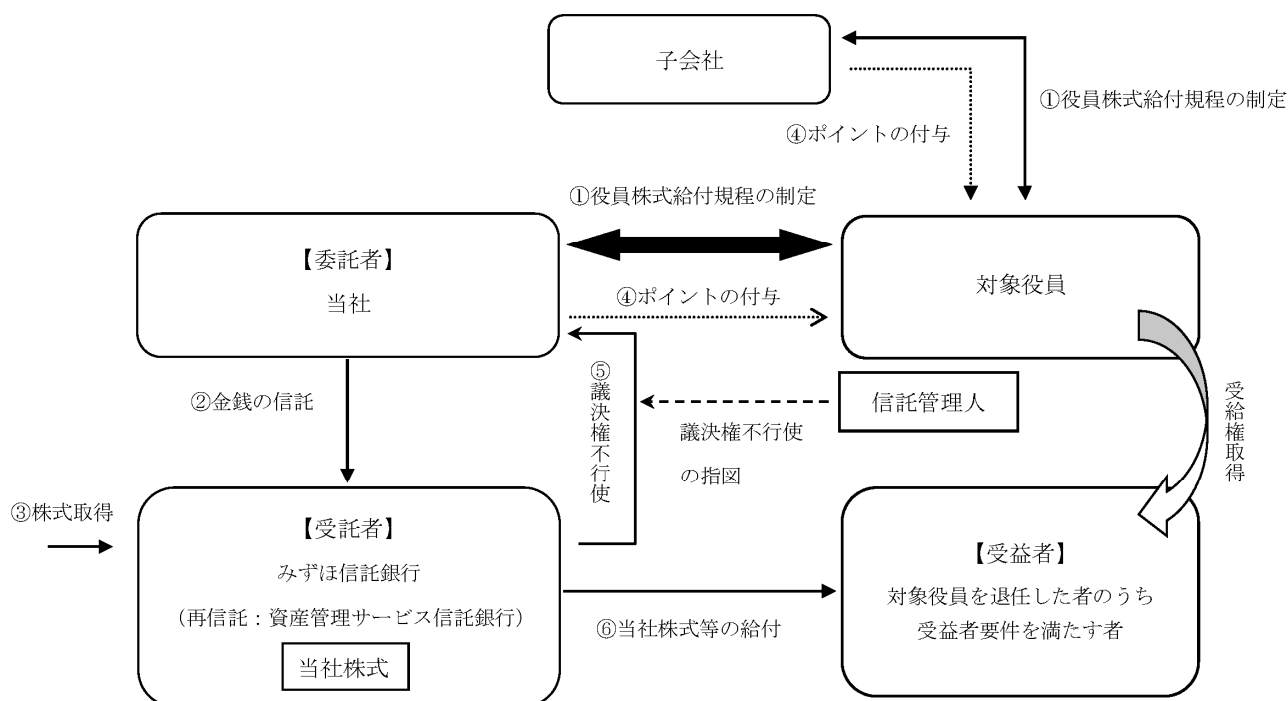 子会社
①役員株式給付規程の制定
④ポイントの付与
①役員株式給付規程の制定
【委託者】
当社
対象役員
④ポイントの付与
②金銭の信託
⑤議決権不行使
信託管理人
議決権不行使
の指図
受給権取得
③株式取得
【受託者】
みずほ信託銀行
(再信託:資産管理サービス信託銀行)
当社株式
⑥当社株式等の給付
【受益者】
対象役員を退任した者のうち
受益者要件を満たす者